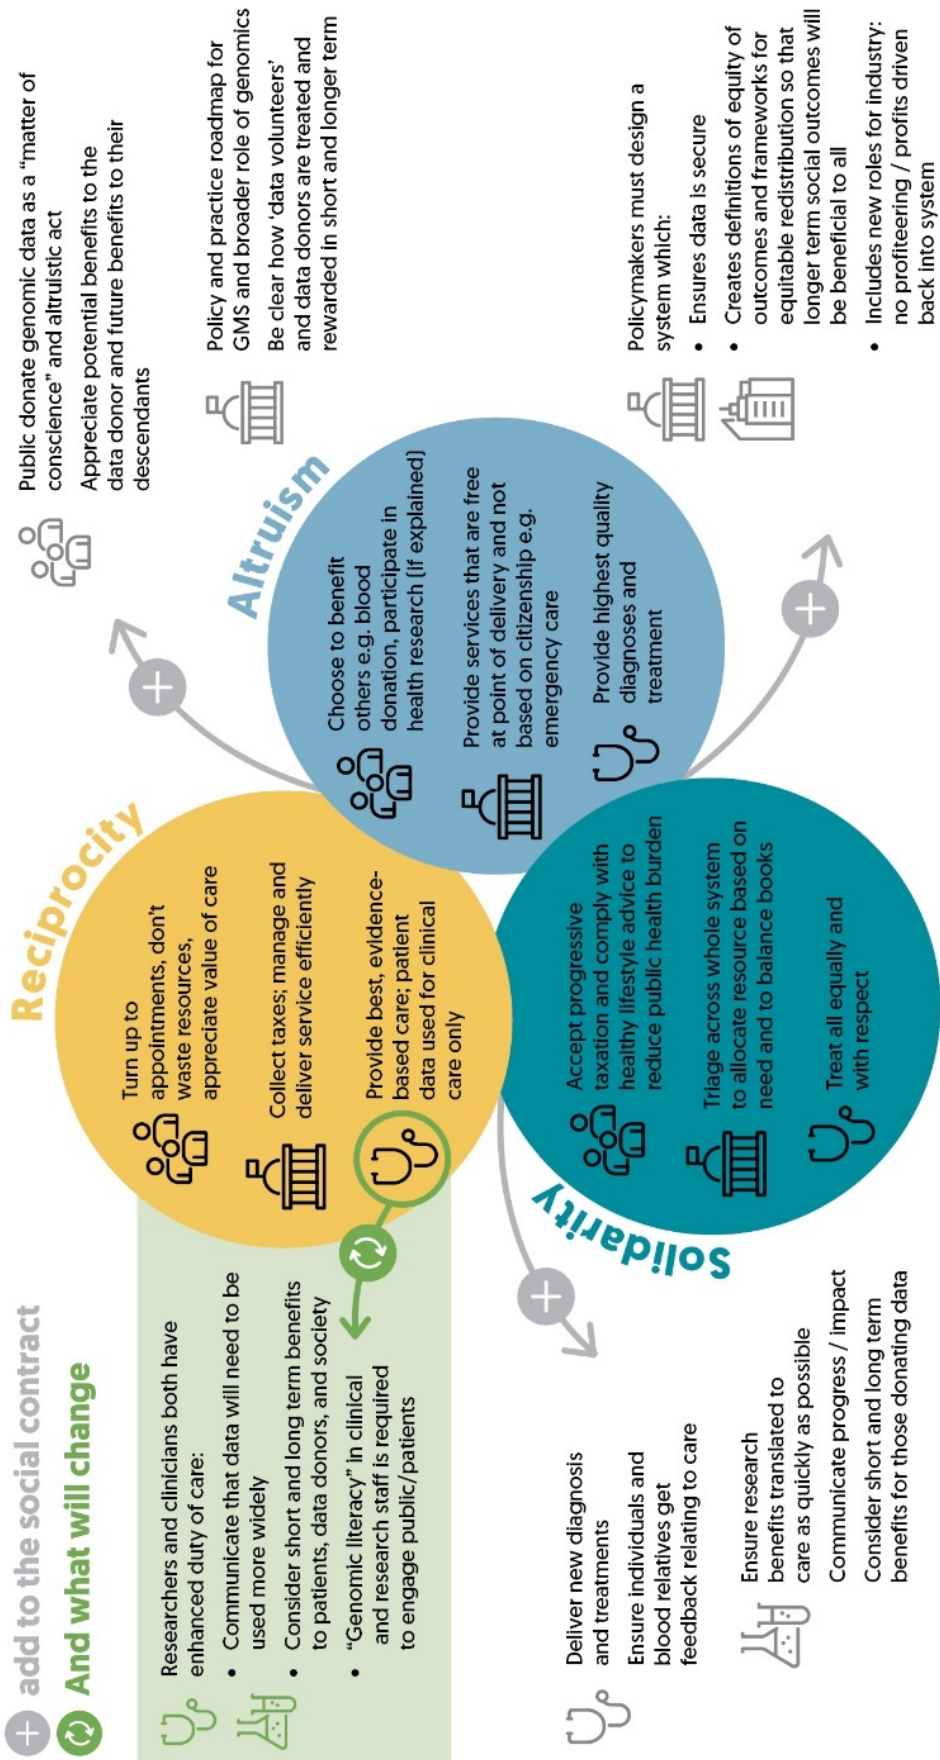 add to the social contract
And what will change
Researchers and clinicians both have
enhanced duty of care:
• Communicate that data will need to be
used more widely
• Consider short and long term benefits
to patients, data donors, and society
• “Genomic literacy” in clinical
and research staff is required
to engage public/patients
Reciprocity
Turn up to
appointments, don’t
waste resources,
appreciate value of care
Collect taxes; manage and
deliver service efficiently
Provide best, evidence-
based care; patient
data used for clinical
care only
Altruism
Choose to benefit
others e.g. blood
donation, participate in
health research (if explained)
Provide services that are free
at point of delivery and not
based on citizenship e.g.
emergency care
Provide highest quality
diagnoses and
treatment
Solidarity
Accept progressive
taxation and comply with
healthy lifestyle advice to
reduce public health burden
Triage across whole system
to allocate resource based on
need and to balance books
Treat all equally and
with respect
Public donate genomic data as a “matter of
conscience” and altruistic act
Appreciate potential benefits to the
data donor and future benefits to their
descendants
Policy and practice roadmap for
GMS and broader role of genomics
Be clear how ‘data volunteers’
and data donors are treated and
rewarded in short and longer term
Policymakers must design a
system which:
• Ensures data is secure
• Creates definitions of equity of
outcomes and frameworks for
equitable redistribution so that
longer term social outcomes will
be beneficial to all
• Includes new roles for industry:
no profiteering / profits driven
back into system
Deliver new diagnosis
and treatments
Ensure individuals and
blood relatives get
feedback relating to care
Ensure research
benefits translated to
care as quickly as possible
Communicate progress / impact
Consider short and long term
benefits for those donating data